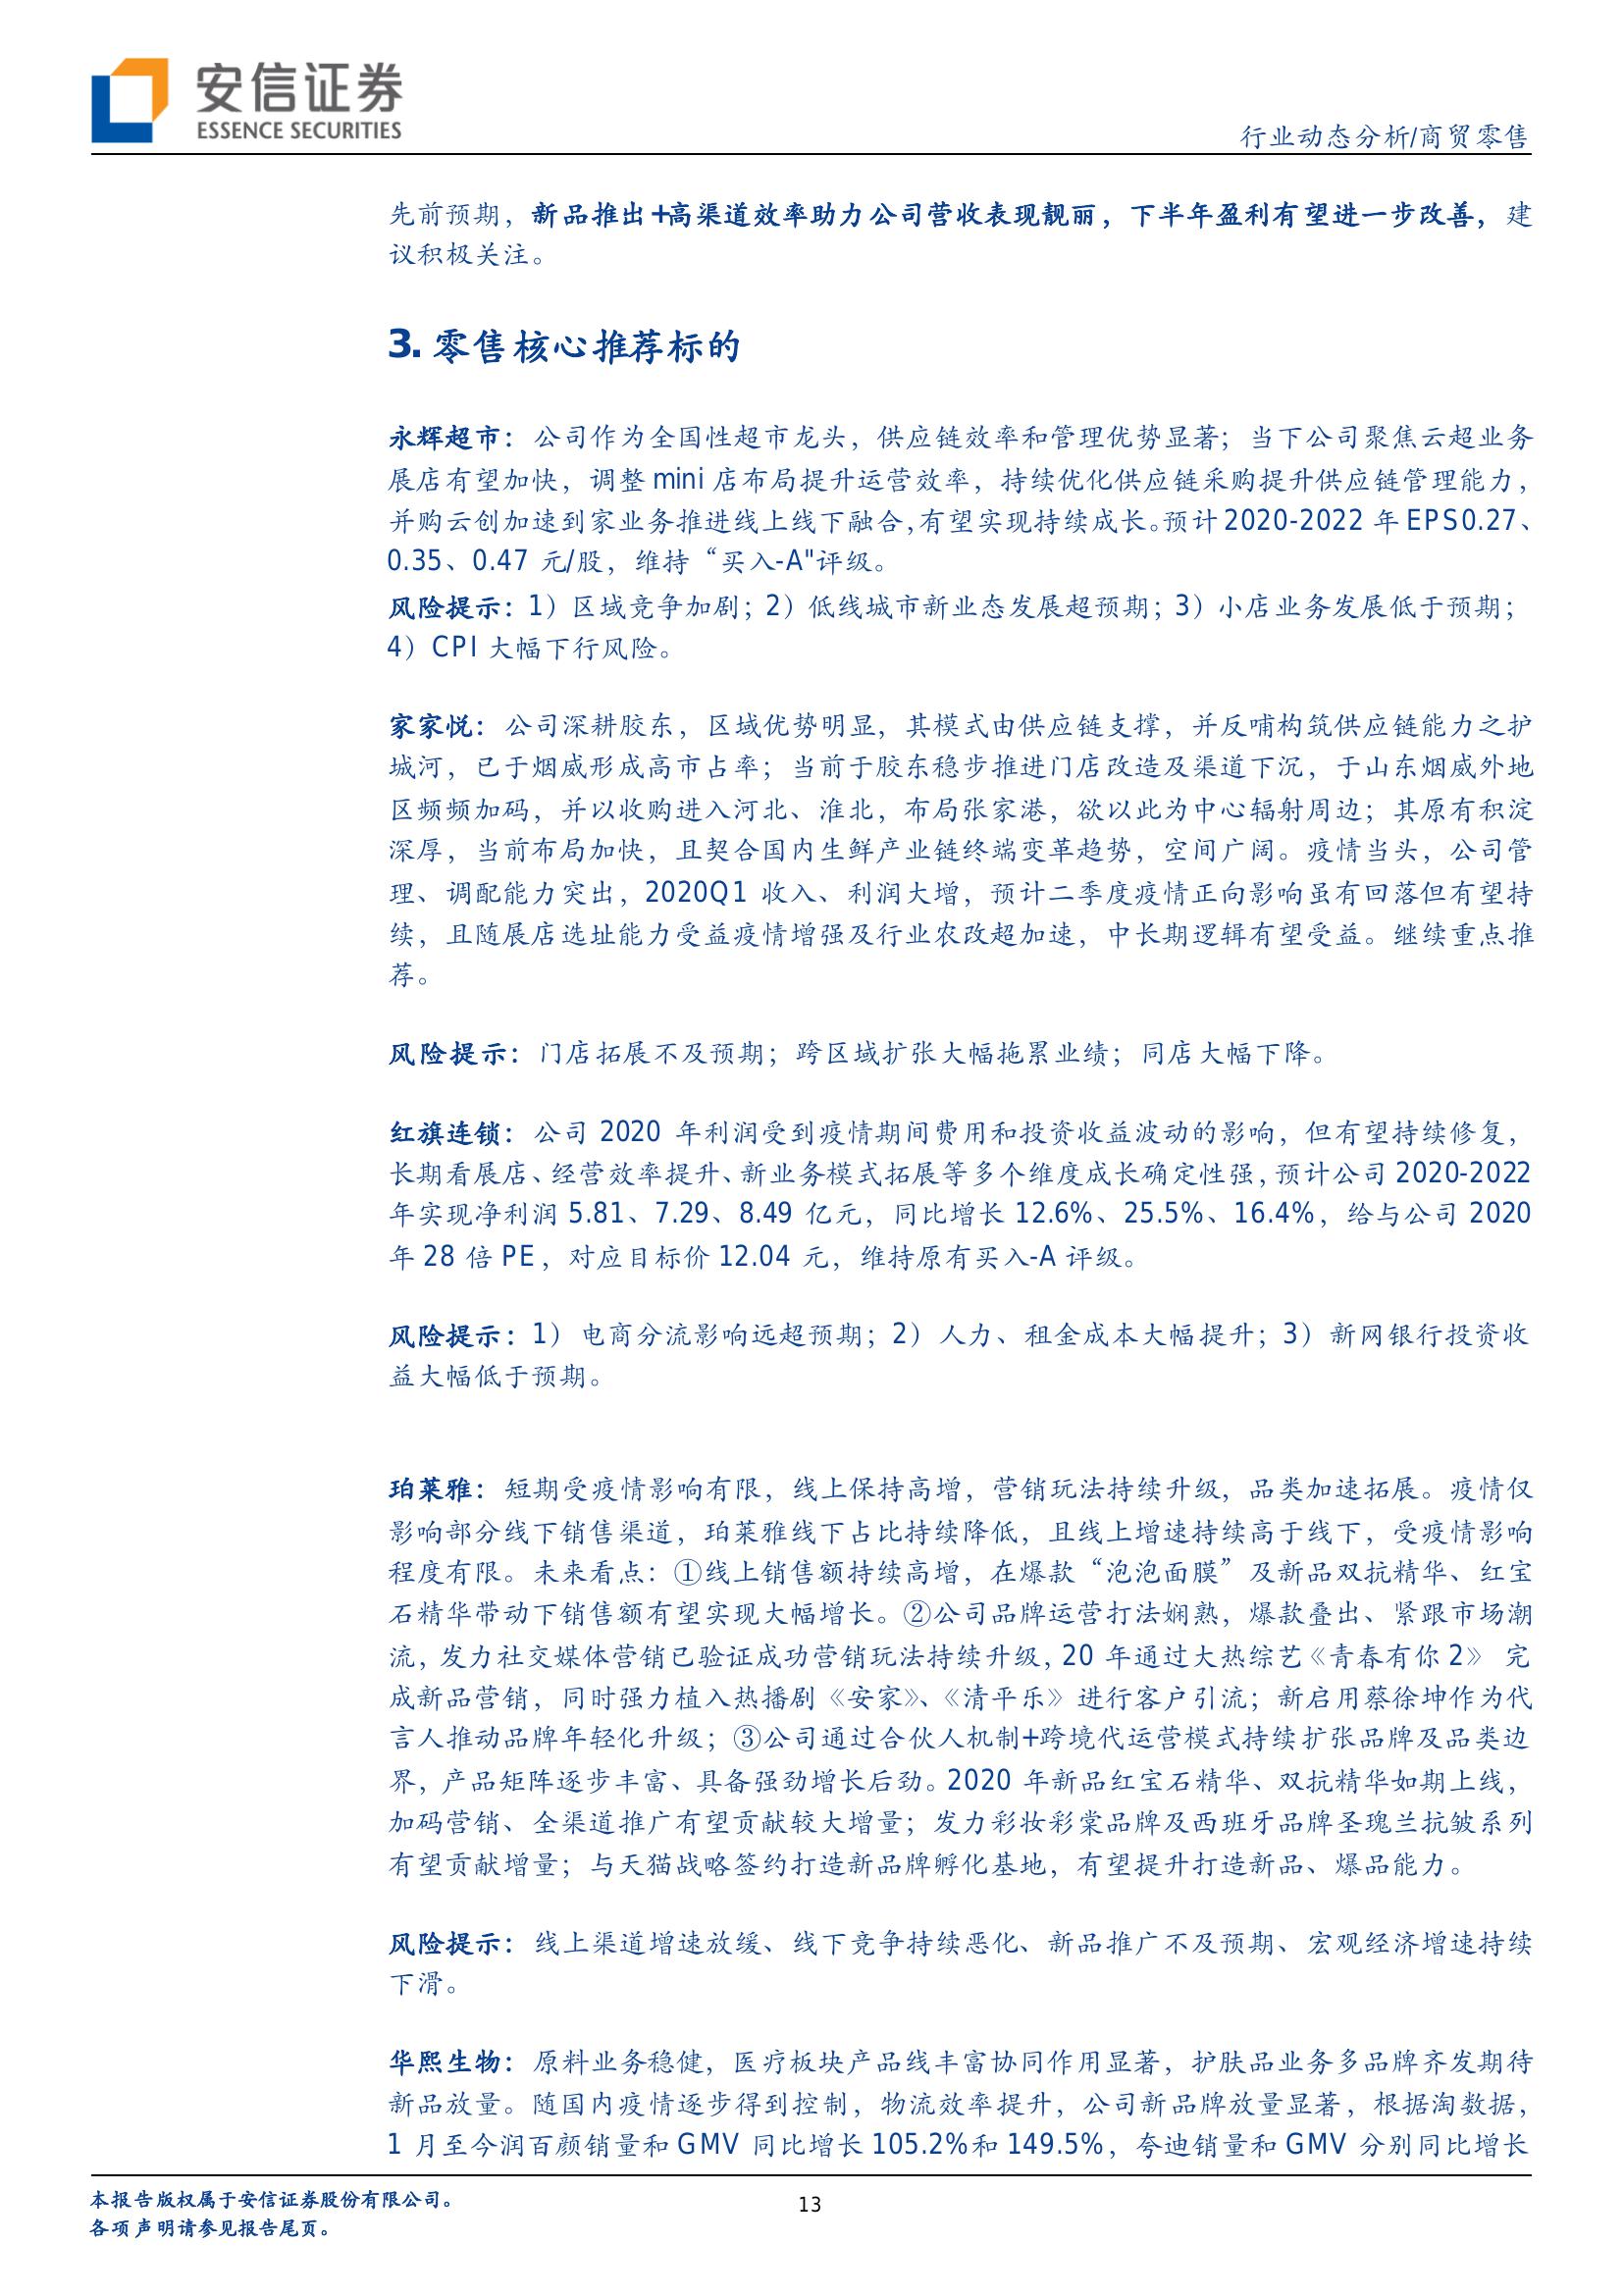 安信证券
ESSENCE SECURITIES
行业动态分析/商贸零售
先前预期，新品推出+高渠道效率助力公司营收表现靓丽，下半年盈利有望进一步改善，建
议积极关注。
3. 零售核心推荐标的
永辉超市：公司作为全国性超市龙头，供应链效率和管理优势显著；当下公司聚焦云超业务
展店有望加快，调整 mini 店布局提升运营效率，持续优化供应链采购提升供应链管理能力，
并购云创加速到家业务推进线上线下融合,有望实现持续成长。预计 2020-2022 年 EPS0.27、
0.35、0.47 元/股，维持“买入-A"评级。
风险提示：1）区域竞争加剧；2）低线城市新业态发展超预期；3）小店业务发展低于预期；
4）CPI 大幅下行风险。
家家悦：公司深耕胶东，区域优势明显，其模式由供应链支撑，并反哺构筑供应链能力之护
城河，已于烟威形成高市占率；当前于胶东稳步推进门店改造及渠道下沉，于山东烟威外地
区频频加码，并以收购进入河北、淮北，布局张家港，欲以此为中心辐射周边；其原有积淀
深厚，当前布局加快，且契合国内生鲜产业链终端变革趋势，空间广阔。疫情当头，公司管
理、调配能力突出，2020Q1 收入、利润大增，预计二季度疫情正向影响虽有回落但有望持
续，且随展店选址能力受益疫情增强及行业农改超加速，中长期逻辑有望受益。继续重点推
荐。
风险提示：门店拓展不及预期；跨区域扩张大幅拖累业绩；同店大幅下降。
红旗连锁：公司 2020 年利润受到疫情期间费用和投资收益波动的影响，但有望持续修复，
长期看展店、经营效率提升、新业务模式拓展等多个维度成长确定性强，预计公司 2020-2022
年实现净利润 5.81、7.29、8.49 亿元，同比增长 12.6%、25.5%、16.4%，给与公司 2020
年 28 倍 PE，对应目标价 12.04 元，维持原有买入-A 评级。
风险提示：1） 电商分流影响远超预期；2） 人力、租金成本大幅提升；3） 新网银行投资收
益大幅低于预期。
珀莱雅：短期受疫情影响有限，线上保持高增，营销玩法持续升级，品类加速拓展。疫情仅
影响部分线下销售渠道，珀莱雅线下占比持续降低，且线上增速持续高于线下，受疫情影响
程度有限。未来看点：①线上销售额持续高增，在爆款“泡泡面膜”及新品双抗精华、红宝
石精华带动下销售额有望实现大幅增长。②公司品牌运营打法娴熟，爆款叠出、紧跟市场潮
流，发力社交媒体营销已验证成功营销玩法持续升级，20 年通过大热综艺《青春有你 2》 完
成新品营销，同时强力植入热播剧《安家》、《清平乐》进行客户引流；新启用蔡徐坤作为代
言人推动品牌年轻化升级；③公司通过合伙人机制+跨境代运营模式持续扩张品牌及品类边
界，产品矩阵逐步丰富、具备强劲增长后劲。2020 年新品红宝石精华、双抗精华如期上线，
加码营销、全渠道推广有望贡献较大增量；发力彩妆彩棠品牌及西班牙品牌圣瑰兰抗皱系列
有望贡献增量；与天猫战略签约打造新品牌孵化基地，有望提升打造新品、爆品能力。
风险提示：线上渠道增速放缓、线下竞争持续恶化、新品推广不及预期、宏观经济增速持续
下滑。
华熙生物：原料业务稳健，医疗板块产品线丰富协同作用显著，护肤品业务多品牌齐发期待
新品放量。随国内疫情逐步得到控制，物流效率提升，公司新品牌放量显著，根据淘数据，
1 月至今润百颜销量和 GMV 同比增长 105.2%和 149.5%，夸迪销量和 GMV 分别同比增长
本报告版权属于安信证券股份有限公司。
13
各项声明请参见报告尾页。